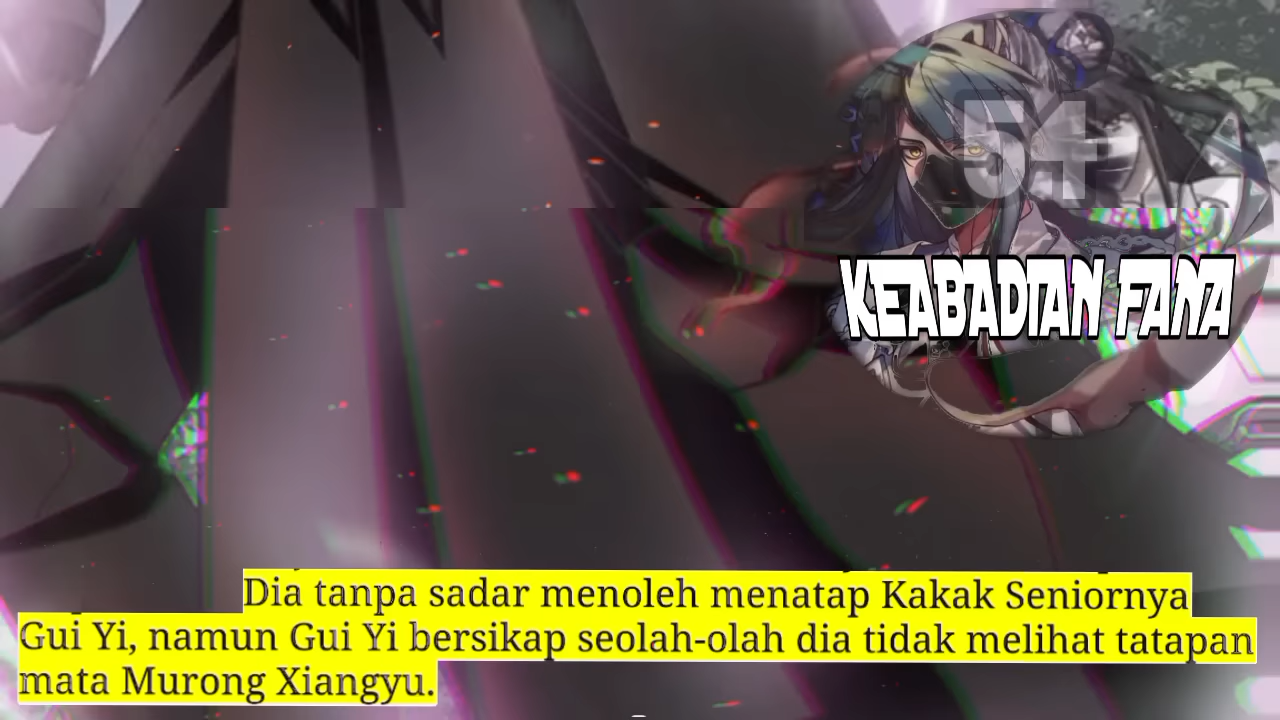 54
KEABADIAN FANA
Dia tanpa sadar menoleh menatap Kakak Seniornya
Gui Yi, namun Gui Yi bersikap seolah-olah dia tidak melihat tatapan
mata Murong Xiangyu.